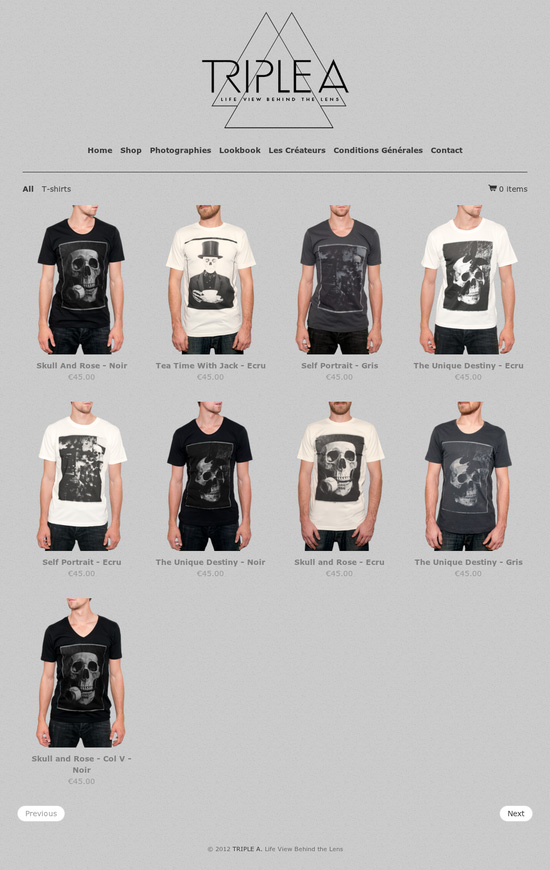 TRIPLE A
LIFE VIEW BEHIND THE LENS
Home Shop Photographies Lookbook Les Créateurs Conditions Générales Contact
All T-shirts 0 items
Skull And Rose - Noir Tea Time With Jack - Ecru Self Portrait - Gris The Unique Destiny - Ecru
€45.00 €45.00 €45.00 €45.00
Self Portrait - Ecru The Unique Destiny - Noir Skull and Rose - Ecru The Unique Destiny - Gris
€45.00 €45.00 €45.00 €45.00
Skull and Rose - Col V -
Noir
€45.00
Previous Next
© 2012 TRIPLE A. Life View Behind the Lens